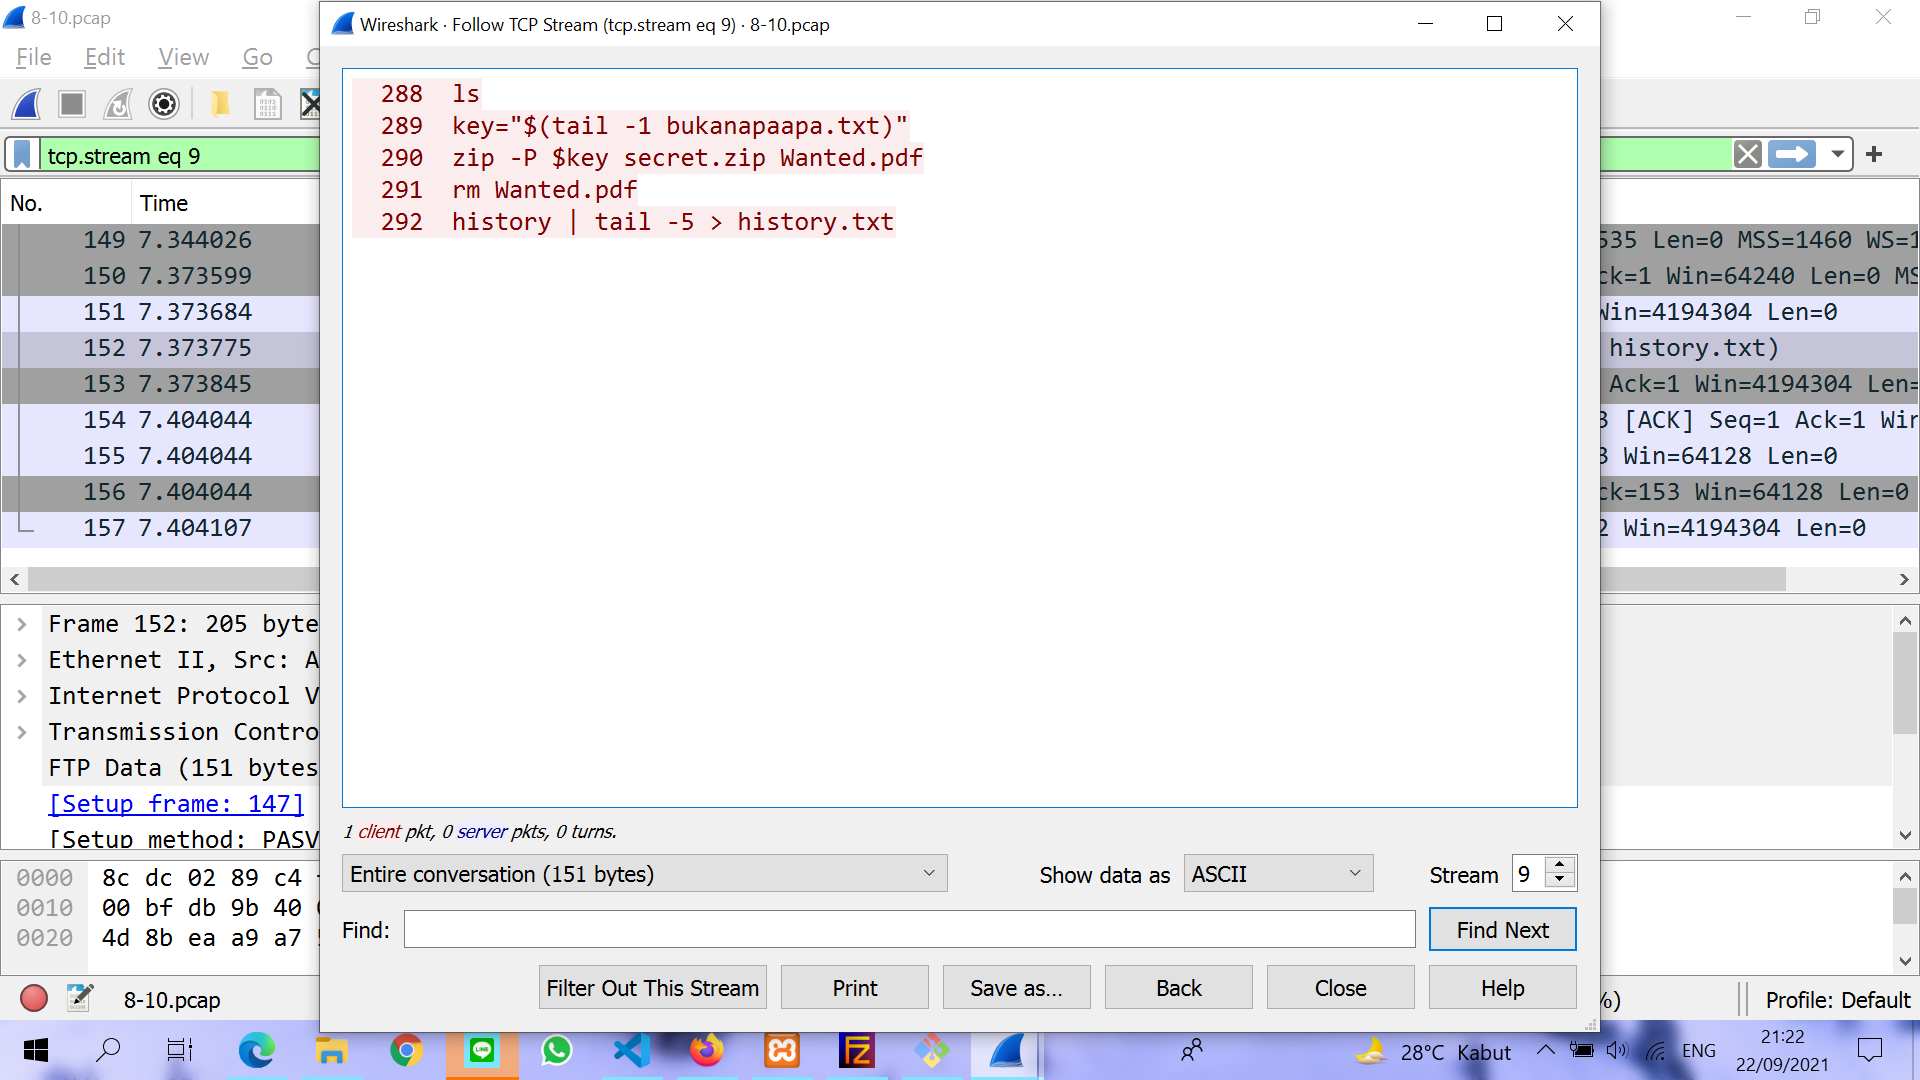 8-10.pcap
File Edit View Go
Wireshark · Follow TCP Stream (tcp.stream eq 9) · 8-10.pcap
tcp.stream eq 9
No. Time
149 7.344026
150 7.373599
151 7.373684
152 7.373775
153 7.373845
154 7.404044
155 7.404044
156 7.404044
157 7.404107
288 ls
289 key="$(tail -1 bukanapaapa.txt)"
290 zip -P $key secret.zip Wanted.pdf
291 rm Wanted.pdf
292 history | tail -5 > history.txt
535 Len=0 MSS=1460 WS=1
ck=1 Win=64240 Len=0 MS
Win=4194304 Len=0
history.txt)
Ack=1 Win=4194304 Len=
3 [ACK] Seq=1 Ack=1 Win
3 Win=64128 Len=0
ck=153 Win=64128 Len=0
2 Win=4194304 Len=0
Frame 152: 205 byte
Ethernet II, Src: A
Internet Protocol V
Transmission Contro
FTP Data (151 bytes
[Setup frame: 147]
[Setup method: PASV
0000 8c dc 02 89 c4
0010 00 bf db 9b 40
0020 4d 8b ea a9 a7
1 client pkt, 0 server pkts, 0 turns.
Entire conversation (151 bytes)
Show data as ASCII
Stream 9
Find:
Find Next
Filter Out This Stream
Print
Save as...
Back
Close
Help
8-10.pcap
%)
Profile: Default
28°C Kabut
ENG
21:22
22/09/2021